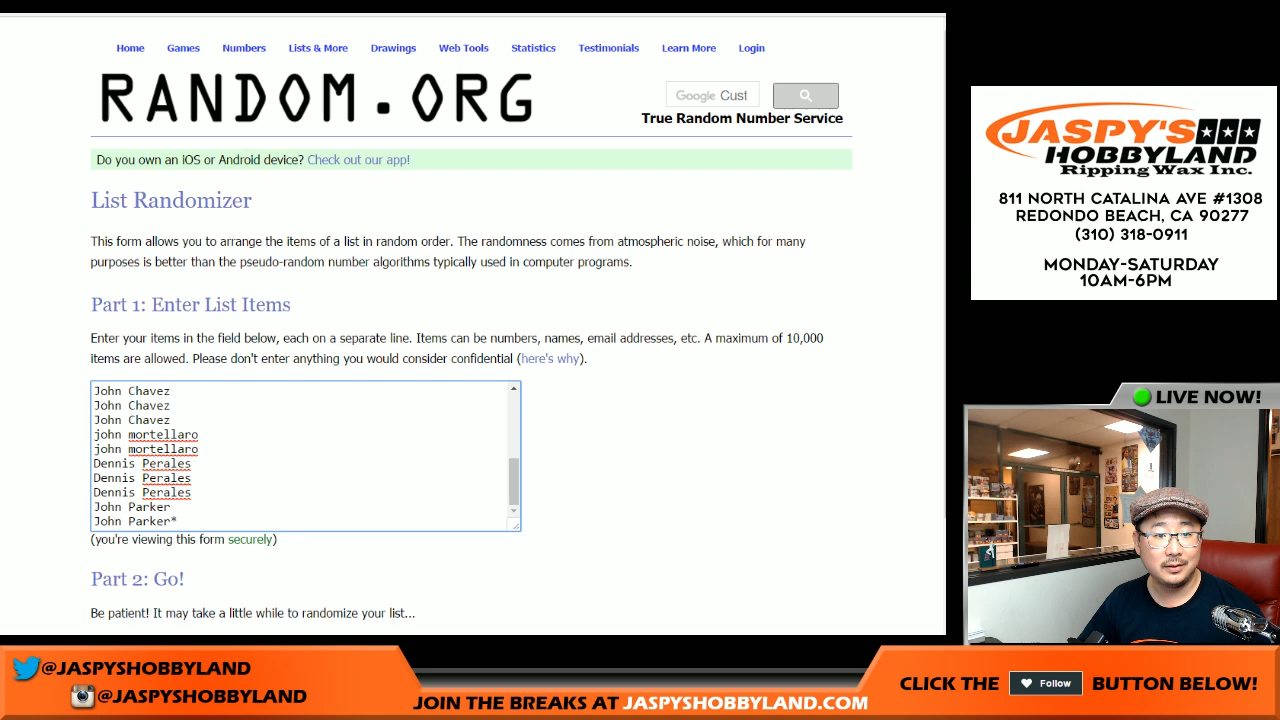 Home Games Numbers Lists & More Drawings Web Tools Statistics Testimonials Learn More Login
RANDOM.ORG
Google Cust
True Random Number Service
Do you own an iOS or Android device? Check out our app!
List Randomizer
This form allows you to arrange the items of a list in random order. The randomness comes from atmospheric noise, which for many
purposes is better than the pseudo-random number algorithms typically used in computer programs.
Part 1: Enter List Items
Enter your items in the field below, each on a separate line. Items can be numbers, names, email addresses, etc. A maximum of 10,000
items are allowed. Please don't enter anything you would consider confidential (here's why).
John Chavez
John Chavez
John Chavez
john mortellaro
john mortellaro
Dennis Perales
Dennis Perales
Dennis Perales
John Parker
John Parker*
(you're viewing this form securely)
Part 2: Go!
Be patient! It may take a little while to randomize your list...
JASPY'S
HOBBYLAND
Ripping Wax Inc.
811 NORTH CATALINA AVE #1308
REDONDO BEACH, CA 90277
(310) 318-0911
MONDAY-SATURDAY
10AM-6PM
LIVE NOW!
@JASPYSHOBBYLAND
@JASPYSHOBBYLAND
JOIN THE BREAKS AT JASPYSHOBBYLAND.COM
CLICK THE Follow BUTTON BELOW!